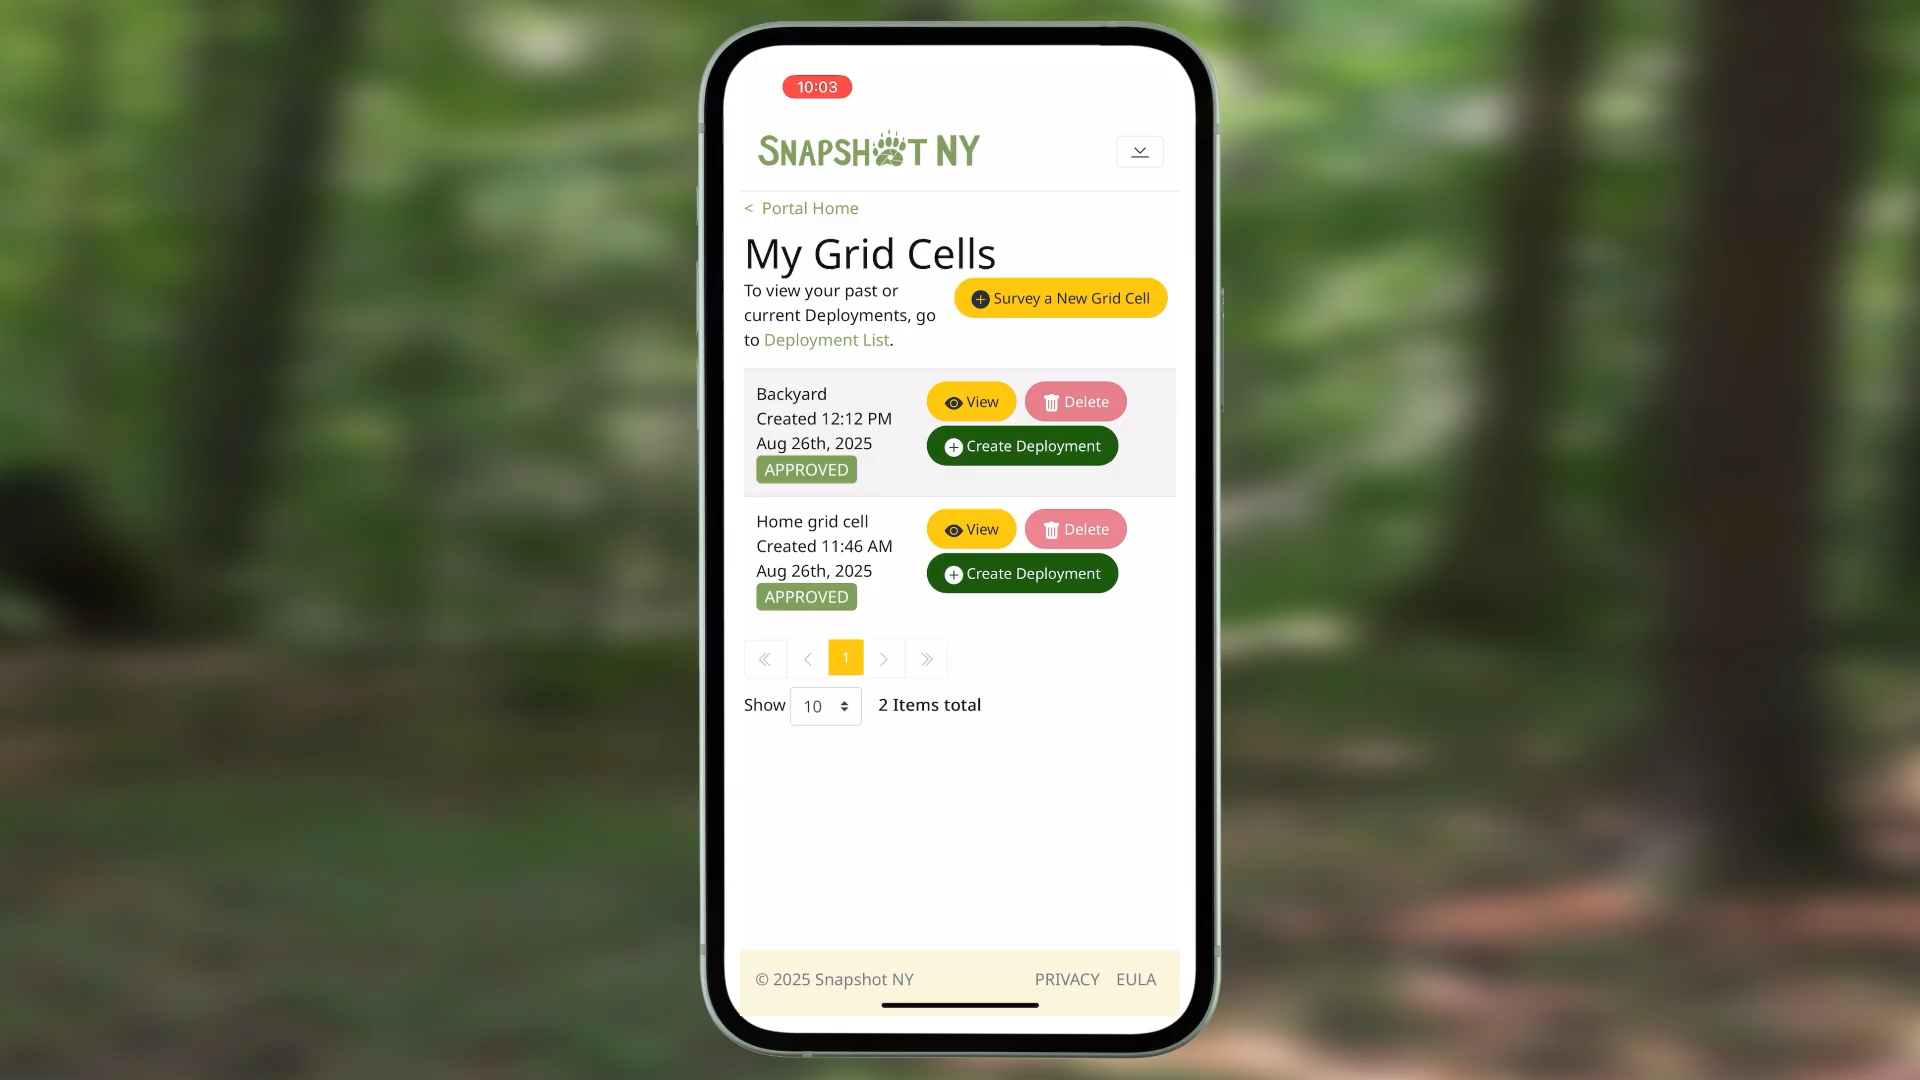 10:03
SNAPSHOT NY
< Portal Home
My Grid Cells
To view your past or
current Deployments, go
to Deployment List.
Survey a New Grid Cell
Backyard
Created 12:12 PM
Aug 26th, 2025
APPROVED
View
Delete
Create Deployment
Home grid cell
Created 11:46 AM
Aug 26th, 2025
APPROVED
View
Delete
Create Deployment
1
Show 10 2 Items total
© 2025 Snapshot NY PRIVACY EULA